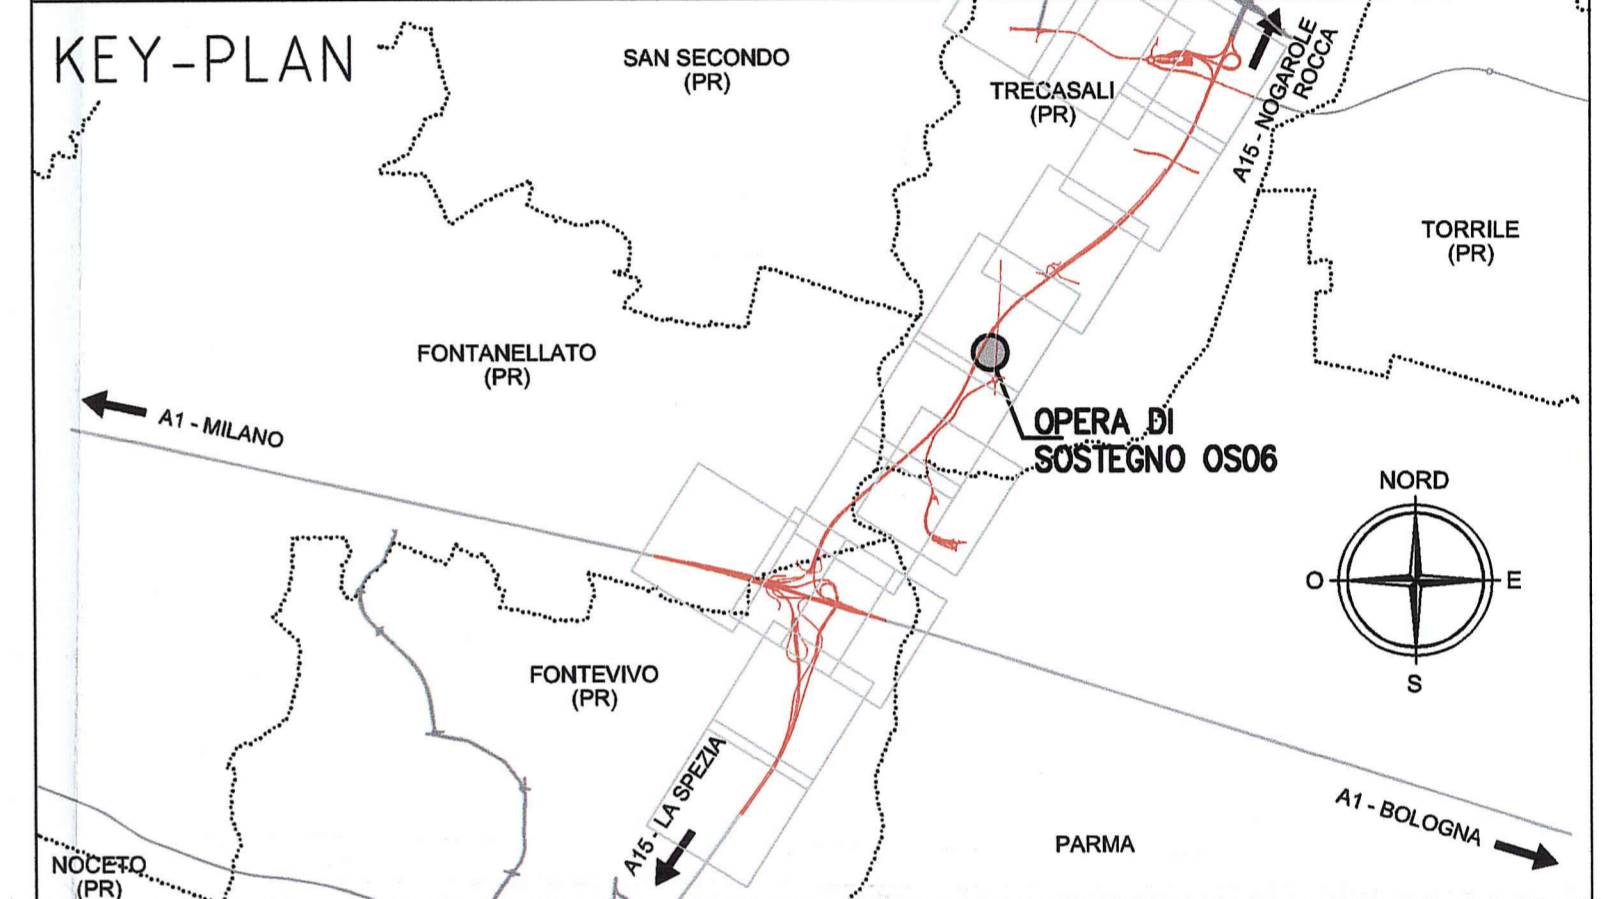 KEY-PLAN
SAN SECONDO
(PR)
TRECASALI
(PR)
A15 - NOGAROLE
ROCCA
TORRILE
(PR)
FONTANELLATO
(PR)
A1 - MILANO
OPERA DI
SOSTEGNO OS06
NORD
O
E
S
FONTEVIVO
(PR)
A15 - LA SPEZIA
A1 - BOLOGNA
PARMA
NOCETO
(PR)